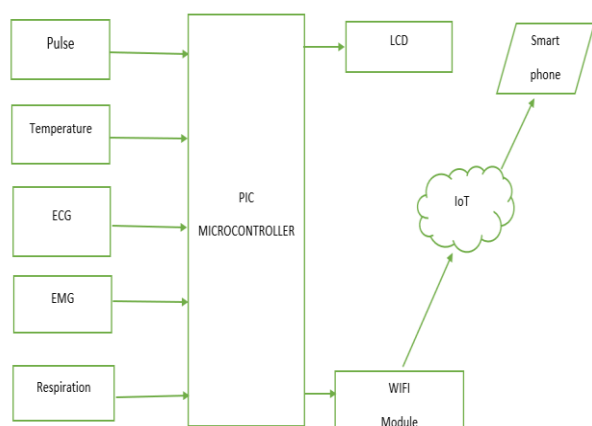 Pulse
Temperature
ECG
EMG
Respiration
PIC
MICROCONTROLLER
LCD
Smart
phone
IoT
WIFI
Module